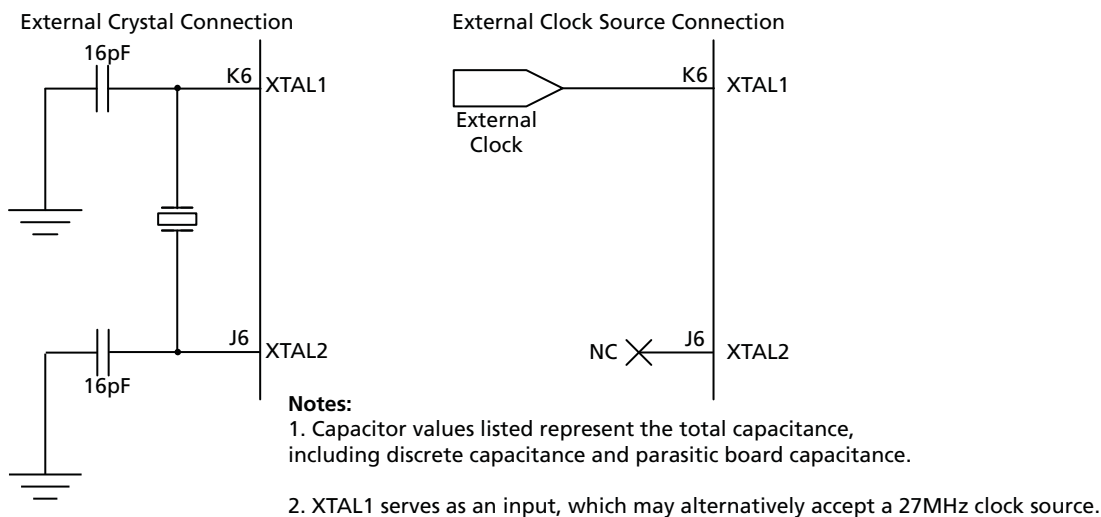 External Crystal Connection
16pF
K6
XTAL1
J6
XTAL2
16pF
External Clock Source Connection
K6
XTAL1
External
Clock
NC
J6
XTAL2
Notes:
1. Capacitor values listed represent the total capacitance,
including discrete capacitance and parasitic board capacitance.
2. XTAL1 serves as an input, which may alternatively accept a 27MHz clock source.